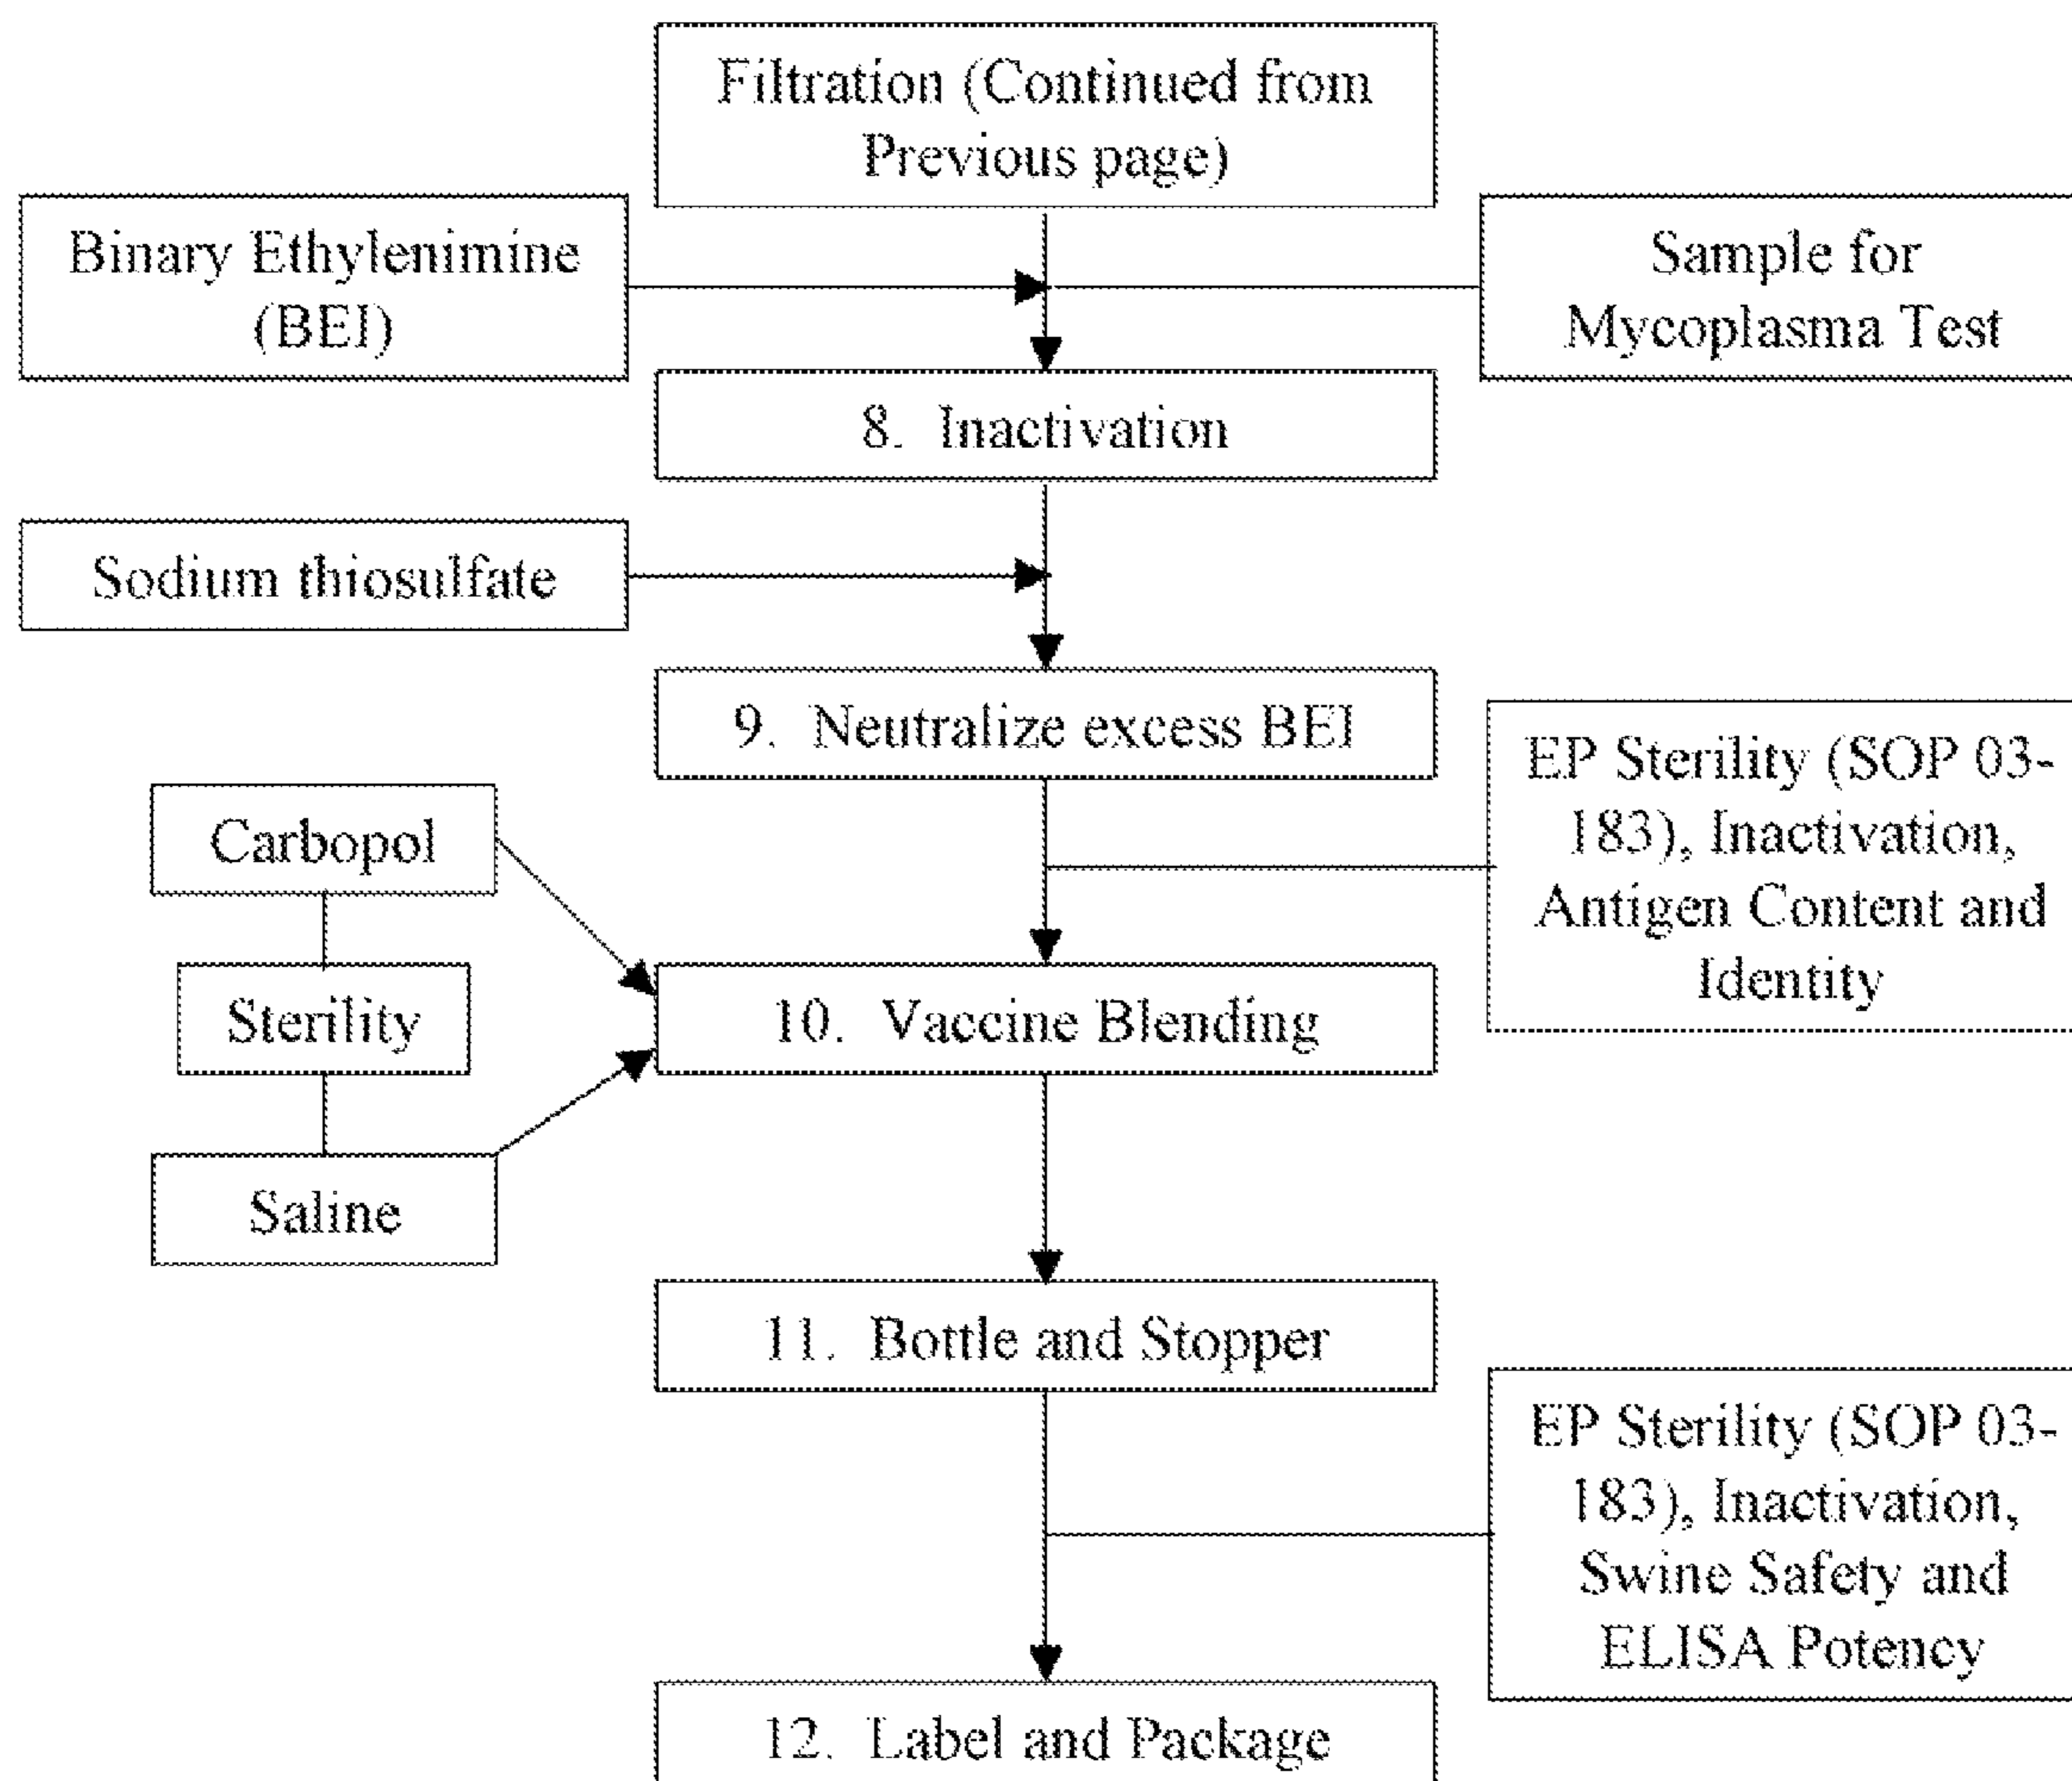 Filtration (Continued from
Previous page)
Binary Ethylenimine
(BEI)
Sample for
Mycoplasma Test
8. Inactivation
Sodium thiosulfate
9. Neutralize excess BEI
EP Sterility (SOP 03-
183), Inactivation,
Antigen Content and
Identity
Carbopol
Sterility
Saline
10. Vaccine Blending
11. Bottle and Stopper
EP Sterility (SOP 03-
183), Inactivation,
Swine Safety and
ELISA Potency
12. Label and Package